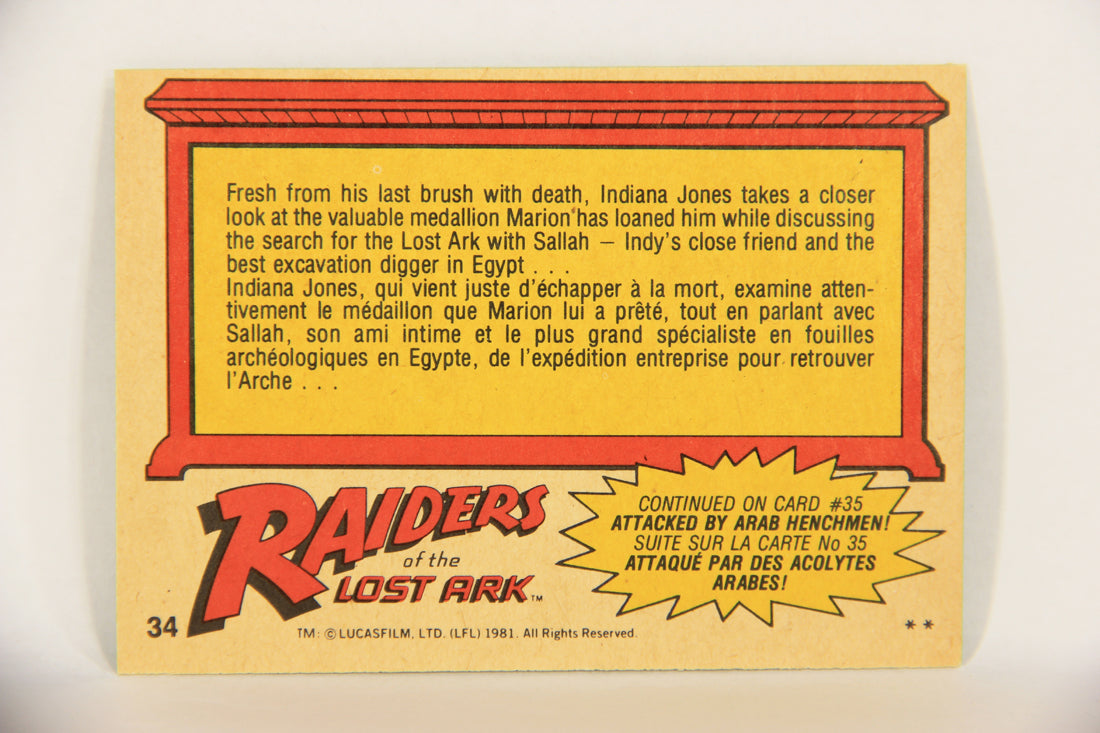 Fresh from his last brush with death, Indiana Jones takes a closer
look at the valuable medallion Marion has loaned him while discussing
the search for the Lost Ark with Sallah — Indy's close friend and the
best excavation digger in Egypt . . .
Indiana Jones, qui vient juste d'échapper à la mort, examine atten-
tivement le médaillon que Marion lui a prêté, tout en parlant avec
Sallah, son ami intime et le plus grand spécialiste en fouilles
archéologiques en Egypte, de l'expédition entreprise pour retrouver
l'Arche . . .
RAIDERS
of the
LOST ARK™
CONTINUED ON CARD #35
ATTACKED BY ARAB HENCHMEN!
SUITE SUR LA CARTE No 35
ATTAQUÉ PAR DES ACOLYTES
ARABES!
34
TM: © LUCASFILM, LTD. (LFL) 1981. All Rights Reserved.
* *